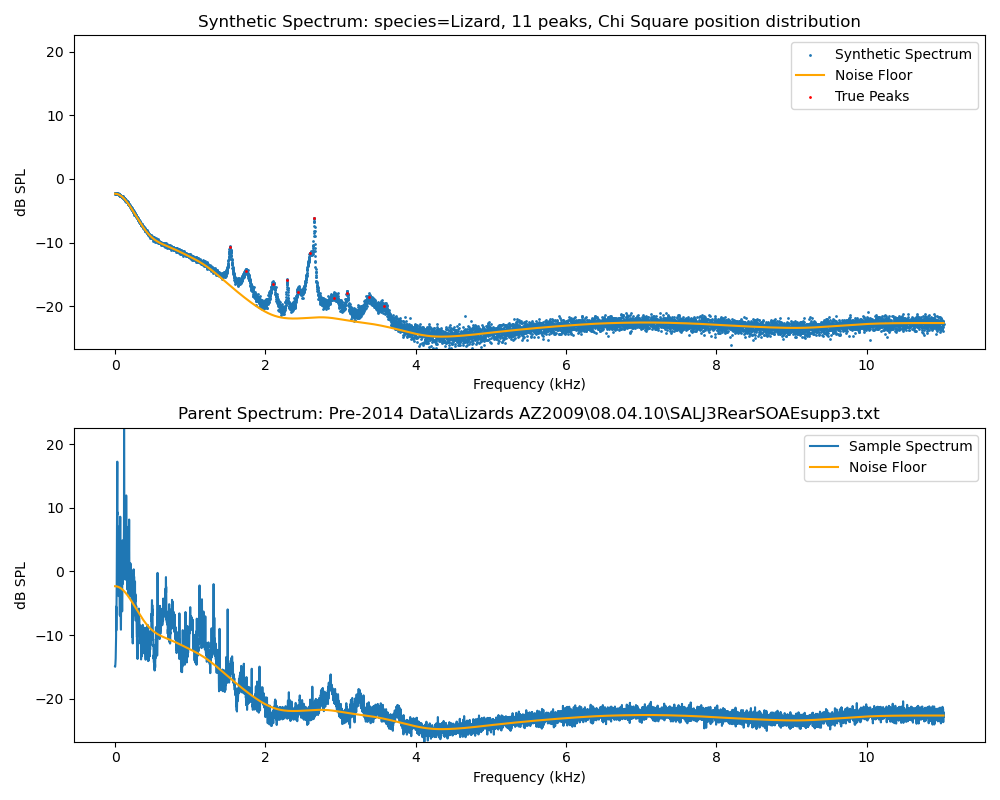 Synthetic Spectrum: species=Lizard, 11 peaks, Chi Square position distribution
20
10
0
−10
−20
dB SPL
Synthetic Spectrum
Noise Floor
True Peaks
0 2 4 6 8 10
Frequency (kHz)
Parent Spectrum: Pre-2014 Data\Lizards AZ2009\08.04.10\SALJ3RearSOAEsupp3.txt
20
10
0
−10
−20
dB SPL
Sample Spectrum
Noise Floor
0 2 4 6 8 10
Frequency (kHz)